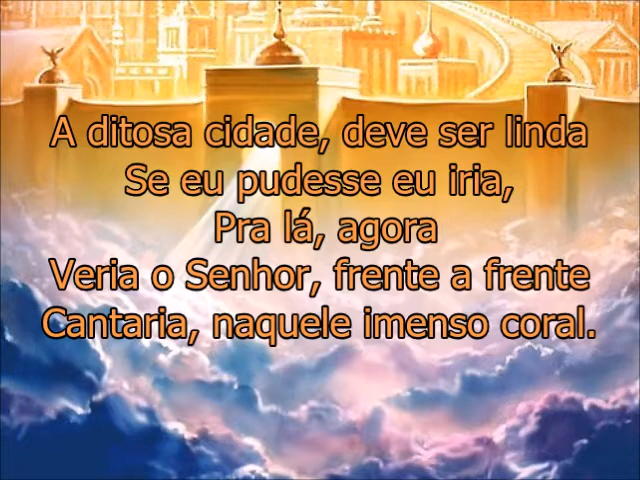 A ditosa cidade, deve ser linda
Se eu pudesse eu iria,
Pra lá, agora
Veria o Senhor, frente a frente
Cantaria, naquele imenso coral.